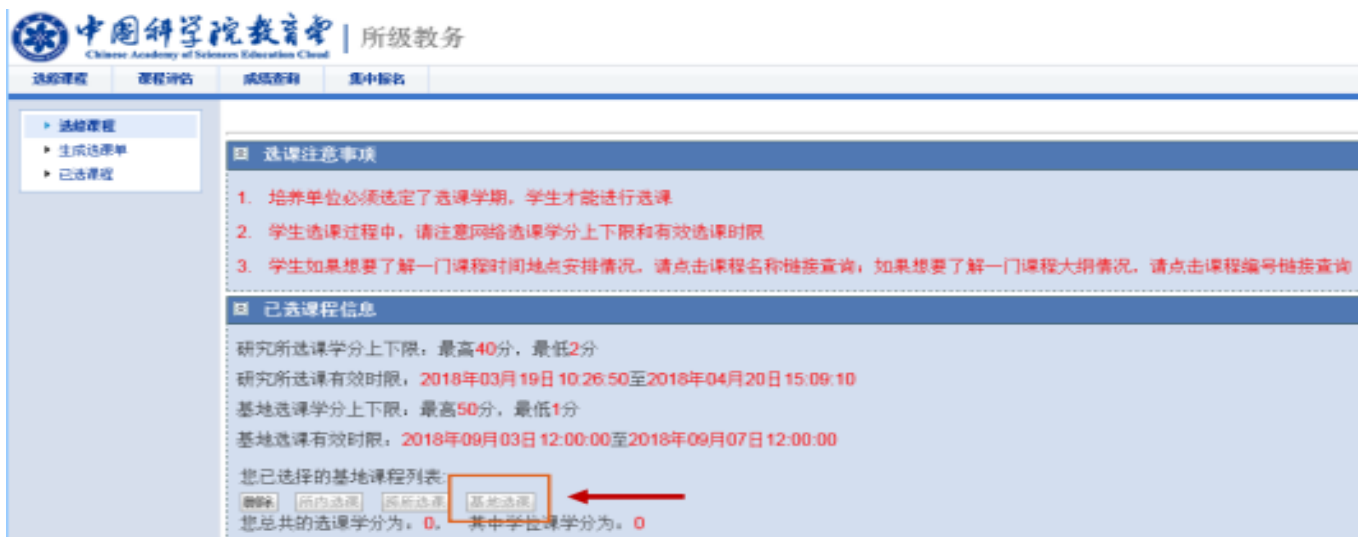 中国科学院教育云 | 所级教务
Chinese Academy of Sciences Education Cloud
选修课程 课程评估 成绩查询 集中报名
选修课程
生成选课单
已选课程
选课注意事项
1. 培养单位必须选定了选课学期，学生才能进行选课
2. 学生选课过程中，请注意网络选课学分上下限和有效选课时限
3. 学生如果想要了解一门课程时间地点安排情况，请点击课程名称链接查询；如果想要了解一门课程大纲情况，请点击课程编号链接查询
已选课程信息
研究所选课学分上下限：最高40分，最低2分
研究所选课有效时限：2018年03月19日10:26:50至2018年04月20日15:09:10
基地选课学分上下限：最高50分，最低1分
基地选课有效时限：2018年09月03日12:00:00至2018年09月07日12:00:00
您已选择的基地课程列表:
删除 所内选课 跨所选课 基地选课
您总共的选课学分为：0， 其中学位课学分为：0